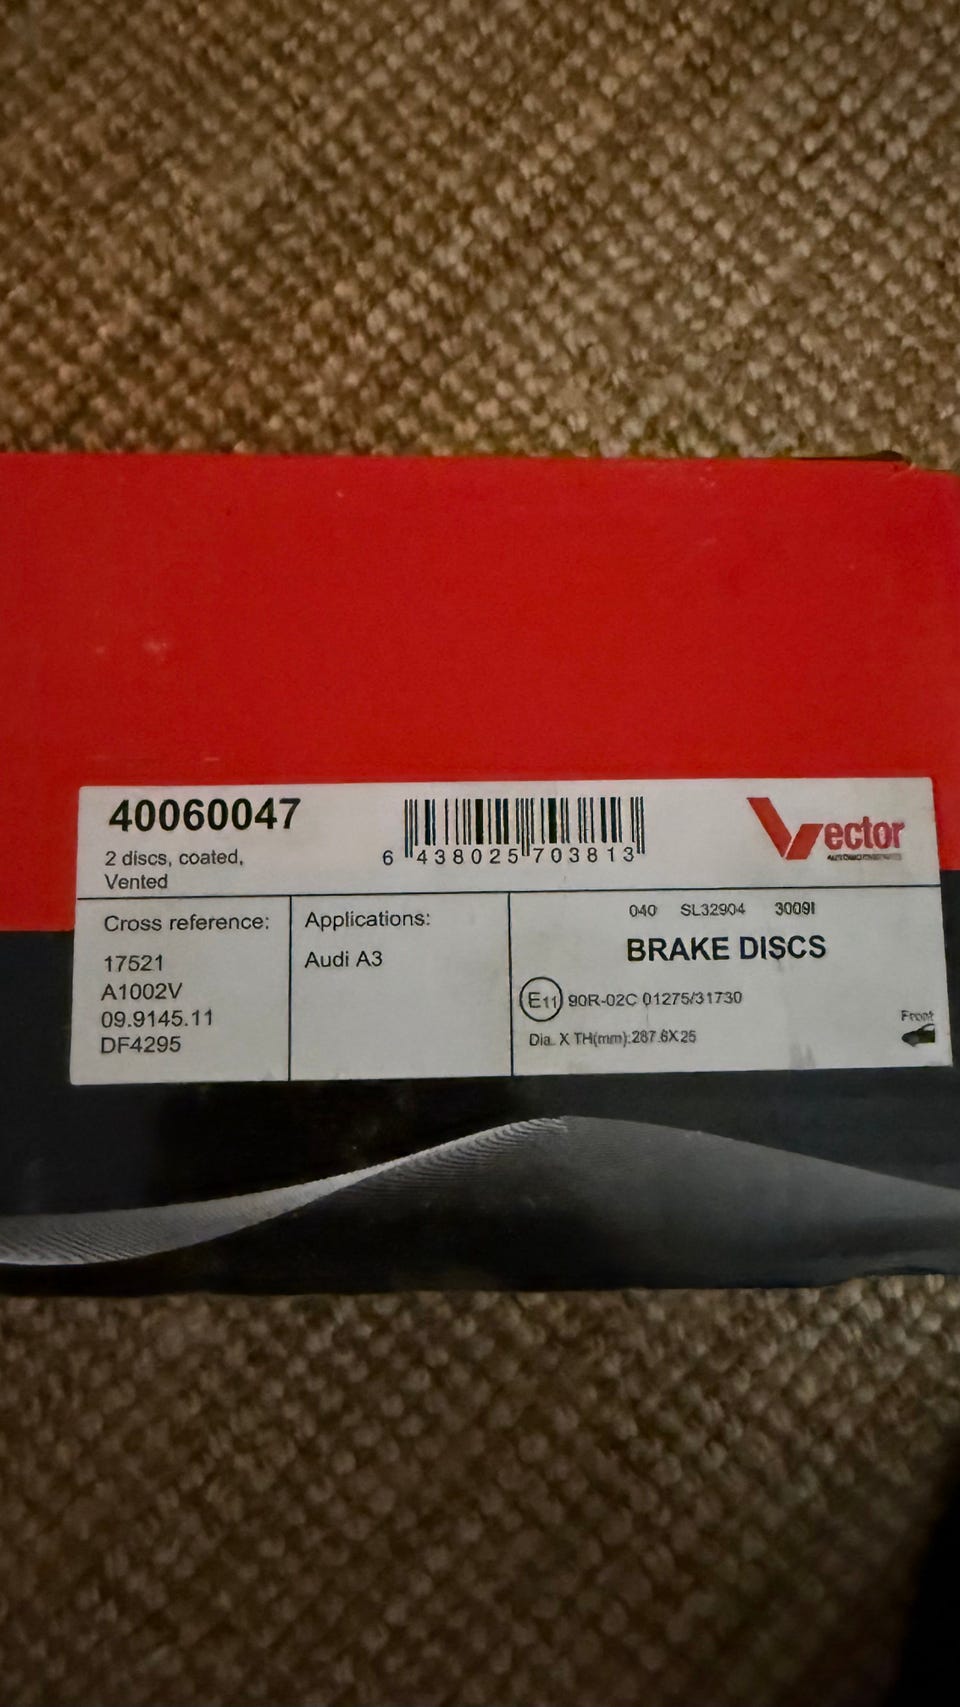 40060047
2 discs, coated,
Vented
6 438025 703813
Vector
Cross reference:
17521
A1002V
09.9145.11
DF4295
Applications:
Audi A3
040 SL32904 3009I
BRAKE DISCS
E11 90R-02C 01275/31730
Dia. X TH(mm):287.6X25
Front